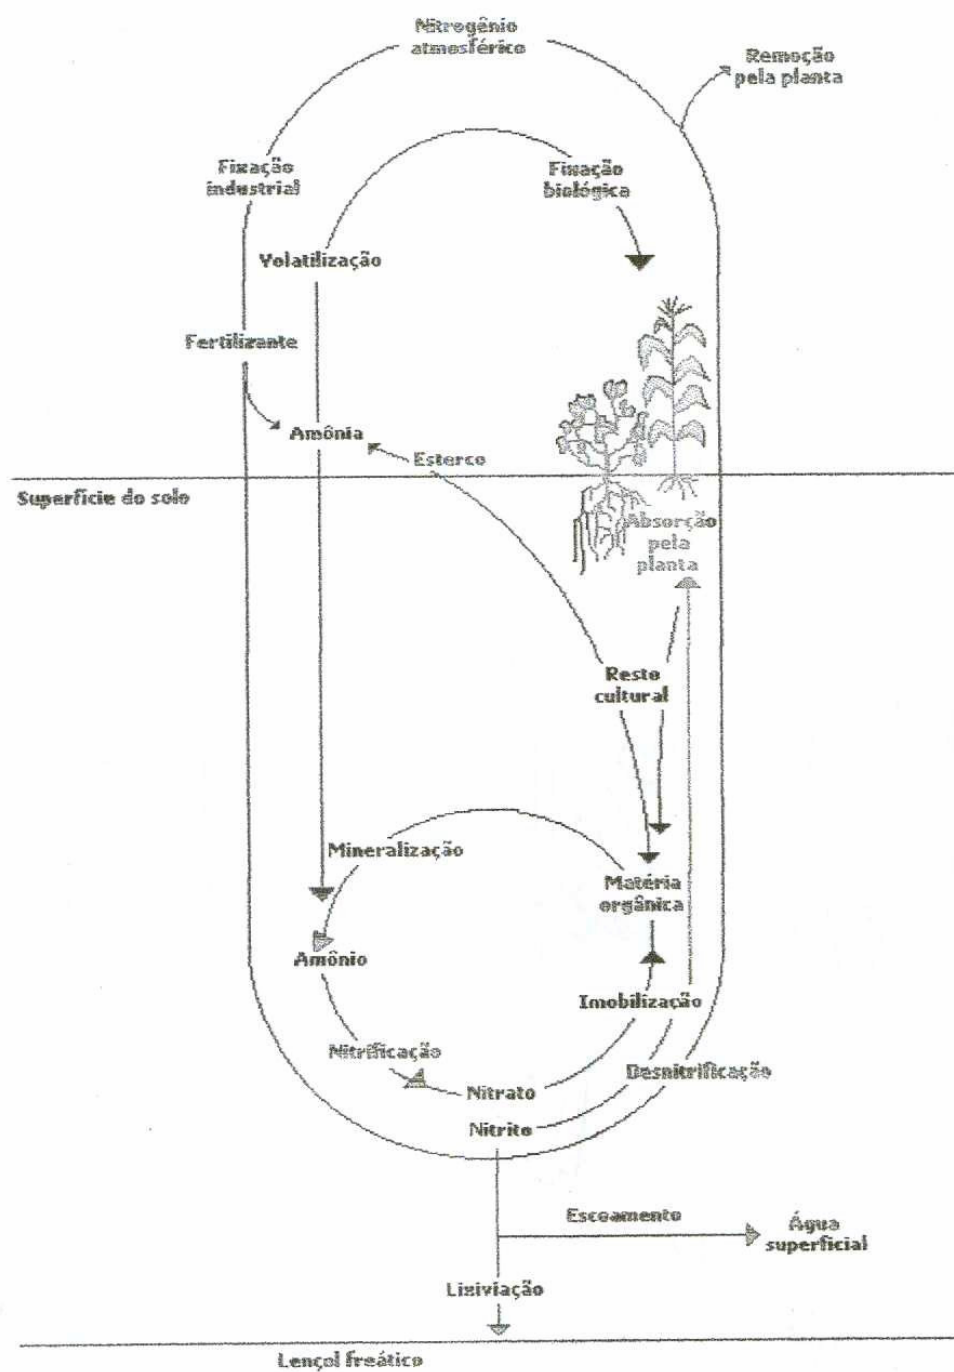 Nitrogênio
atmosférico
Remoção
pela planta
Fixação
industrial
Fixação
biológica
Volatilização
Fertilizante
Amônia
Esterco
Superfície do solo
Absorção
pela
planta
Resto
cultural
Mineralização
Matéria
orgânica
Amônio
Imobilização
Nitrificação
Desnitrificação
Nitrato
Nitrito
Escoamento
Água
superficial
Lixiviação
Lençol freático